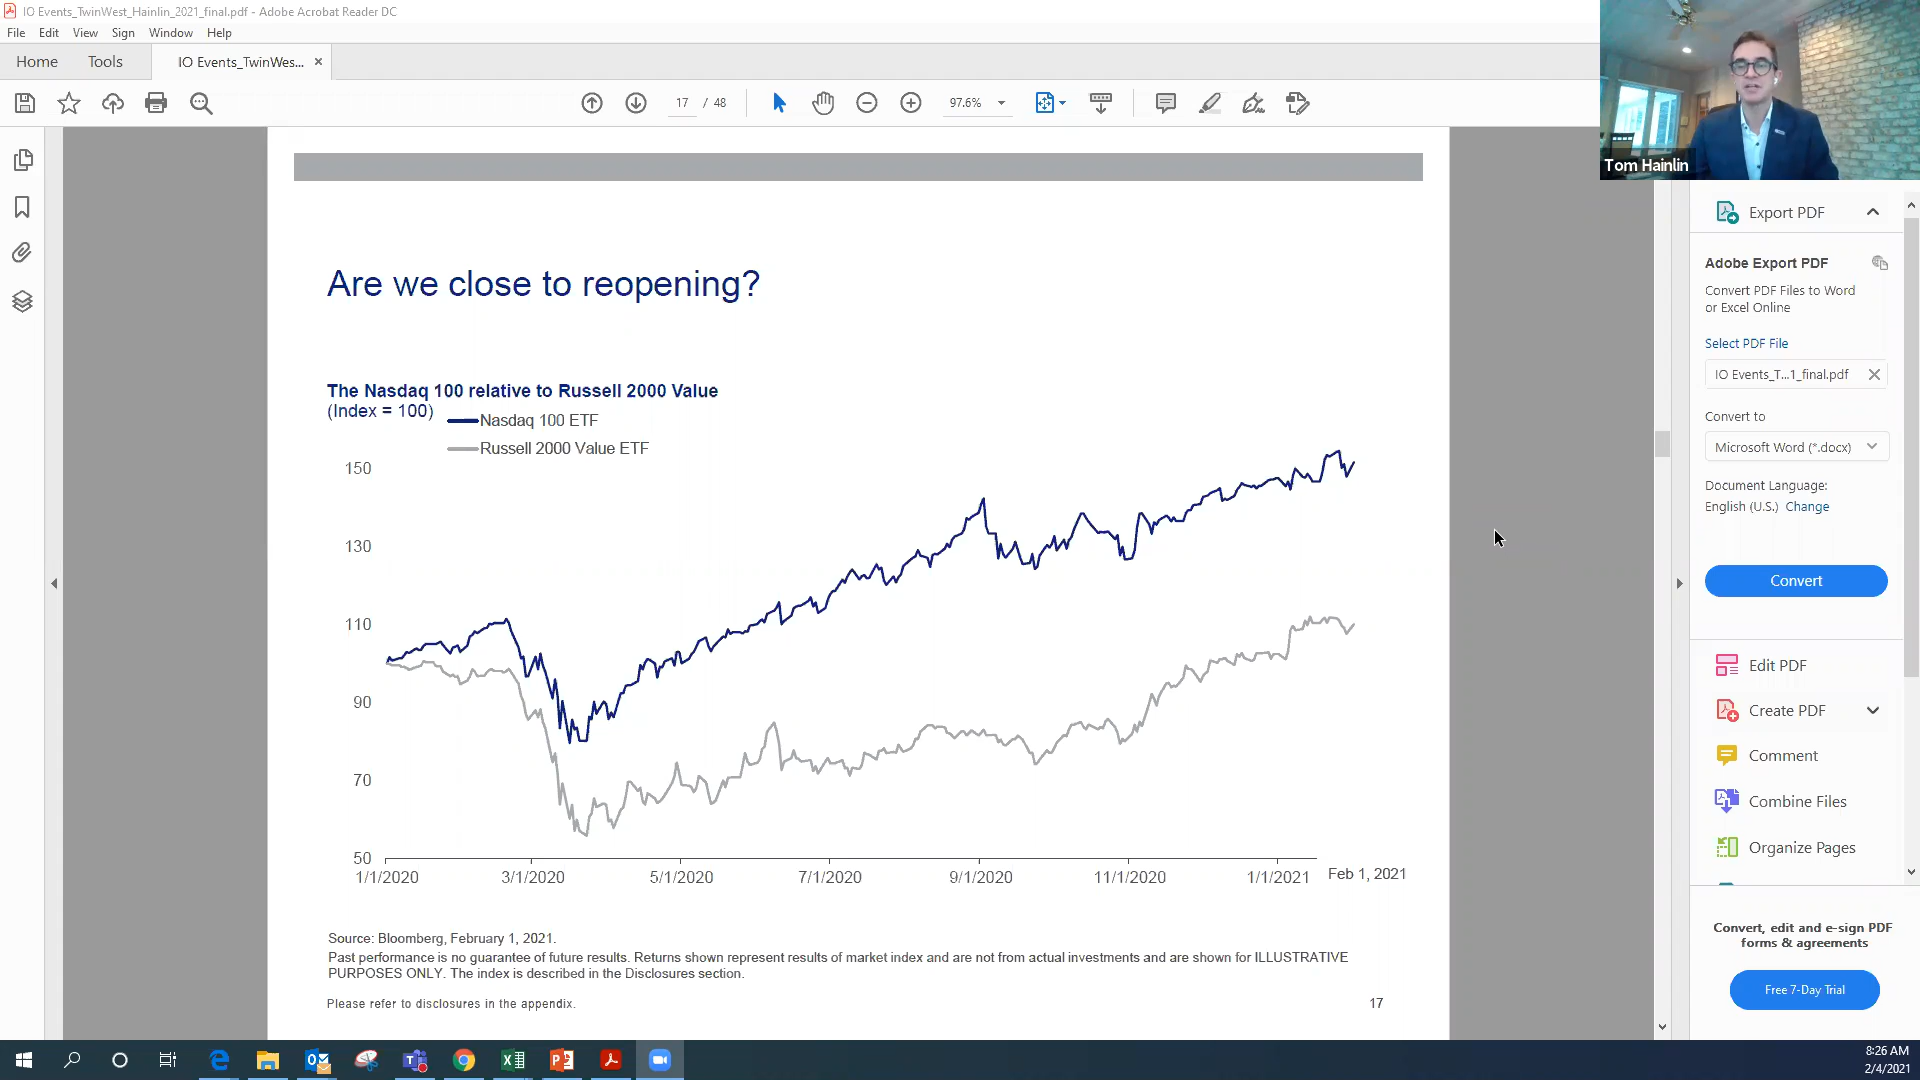 IO Events_TwinWest_Hainlin_2021_final.pdf - Adobe Acrobat Reader DC
File Edit View Sign Window Help
Home Tools IO Events_TwinWes... ×
17 / 48 97.6%
Tom Hainlin
Are we close to reopening?
The Nasdaq 100 relative to Russell 2000 Value
(Index = 100)
Nasdaq 100 ETF
Russell 2000 Value ETF
150
130
110
90
70
50
1/1/2020 3/1/2020 5/1/2020 7/1/2020 9/1/2020 11/1/2020 1/1/2021 Feb 1, 2021
Source: Bloomberg, February 1, 2021.
Past performance is no guarantee of future results. Returns shown represent results of market index and are not from actual investments and are shown for ILLUSTRATIVE
PURPOSES ONLY. The index is described in the Disclosures section.
Please refer to disclosures in the appendix.
17
Export PDF
Adobe Export PDF
Convert PDF Files to Word
or Excel Online
Select PDF File
IO Events_T...1_final.pdf
Convert to
Microsoft Word (*.docx)
Document Language:
English (U.S.) Change
Convert
Edit PDF
Create PDF
Comment
Combine Files
Organize Pages
Convert, edit and e-sign PDF
forms & agreements
Free 7-Day Trial
8:26 AM
2/4/2021